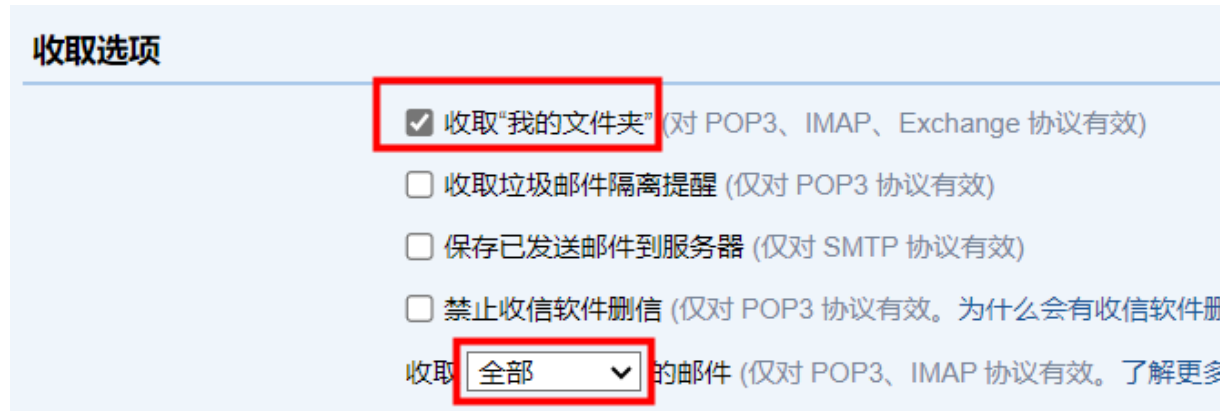 收取选项
收取“我的文件夹” (对 POP3、IMAP、Exchange 协议有效)
收取垃圾邮件隔离提醒 (仅对 POP3 协议有效)
保存已发送邮件到服务器 (仅对 SMTP 协议有效)
禁止收信软件删信 (仅对 POP3 协议有效。为什么会有收信软件删
收取 全部 的邮件 (仅对 POP3、IMAP 协议有效。了解更多